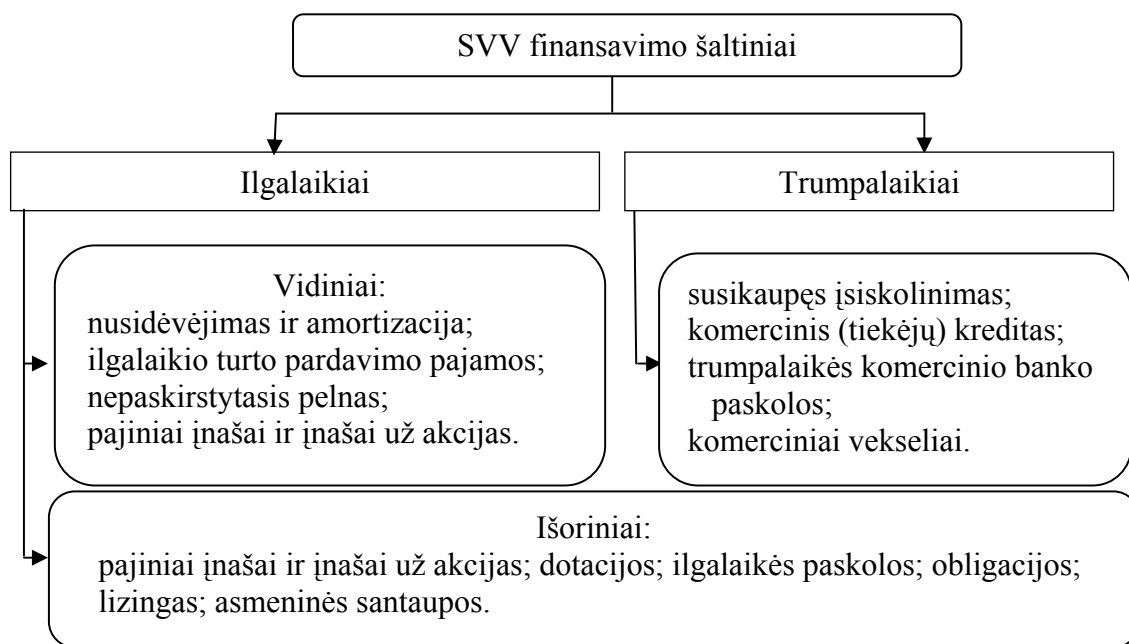 SVV finansavimo šaltiniai
Ilgalaikiai
Trumpalaikiai
Vidiniai:
nusidėvėjimas ir amortizacija;
ilgalaikio turto pardavimo pajamos;
nepaskirstytasis pelnas;
pajiniai įnašai ir įnašai už akcijas.
susikaupęs įsiskolinimas;
komercinis (tiekėjų) kreditas;
trumpalaikės komercinio banko
paskolos;
komerciniai vekseliai.
Išoriniai:
pajiniai įnašai ir įnašai už akcijas; dotacijos; ilgalaikės paskolos; obligacijos;
lizingas; asmeninės santaupos.